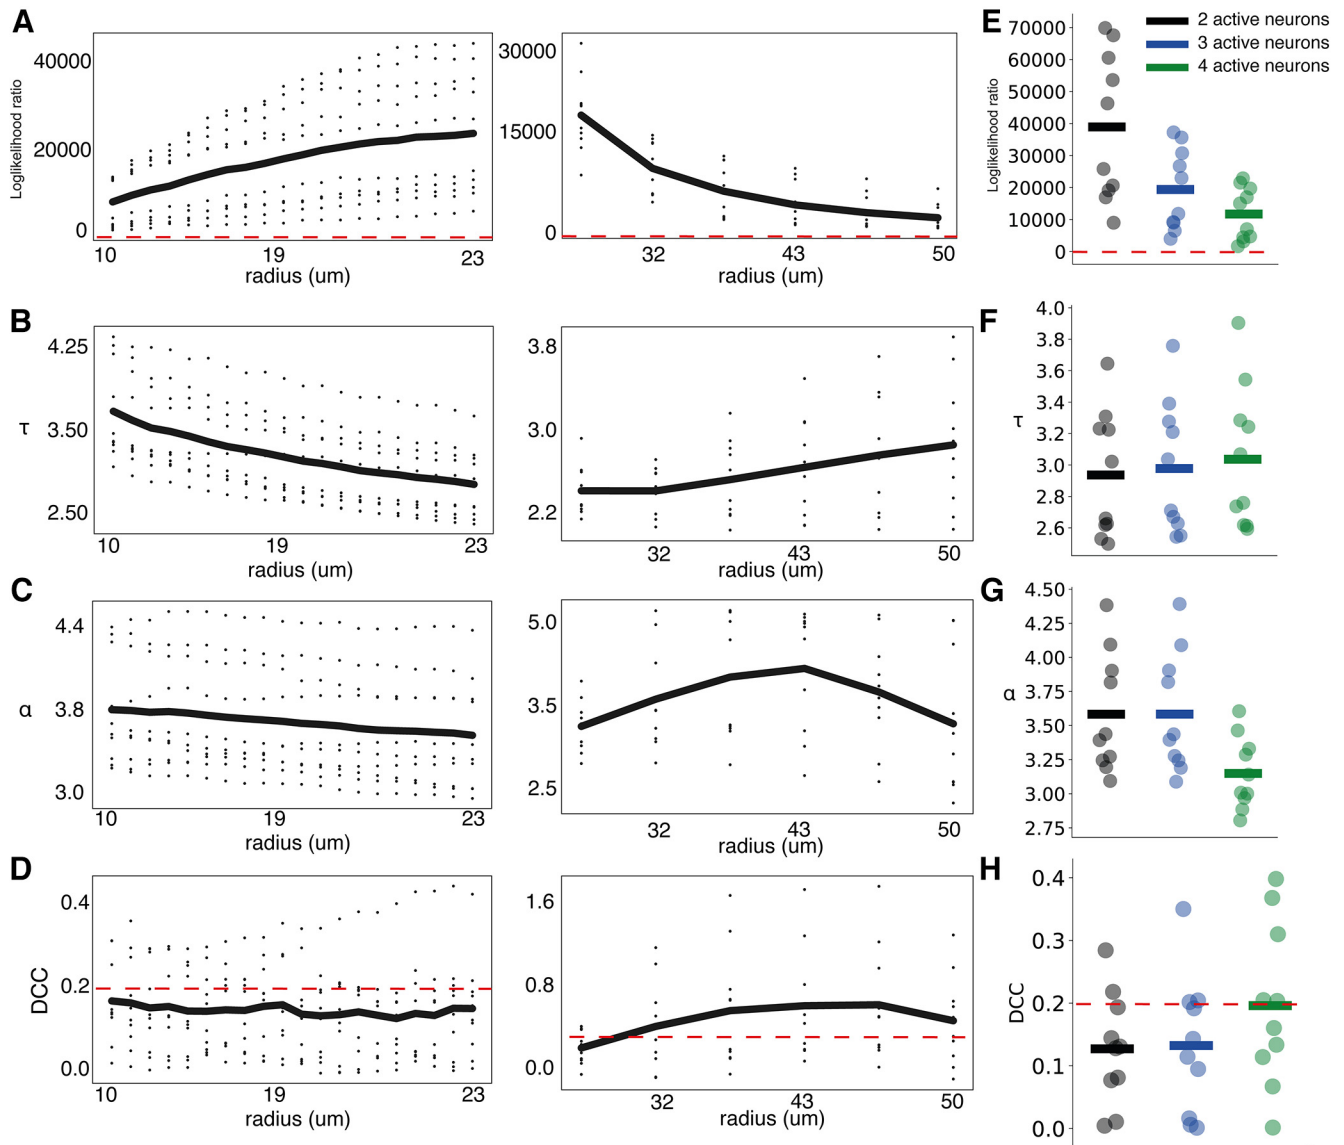 A
40000
20000
0
Loglikelihood ratio
10
19
23
radius (um)
30000
15000
0
32
43
50
radius (um)
B
4.25
3.50
2.50
τ
10
19
23
radius (um)
3.8
3.0
2.2
32
43
50
radius (um)
C
4.4
3.8
3.0
α
10
19
23
radius (um)
5.0
3.5
2.5
32
43
50
radius (um)
D
0.4
0.2
0.0
DCC
10
19
23
radius (um)
1.6
0.8
0.0
32
43
50
radius (um)
E
2 active neurons
3 active neurons
4 active neurons
70000
60000
50000
40000
30000
20000
10000
0
Loglikelihood ratio
F
4.0
3.8
3.6
3.4
3.2
3.0
2.8
2.6
τ
G
4.50
4.25
4.00
3.75
3.50
3.25
3.00
2.75
α
H
0.4
0.3
0.2
0.1
0.0
DCC